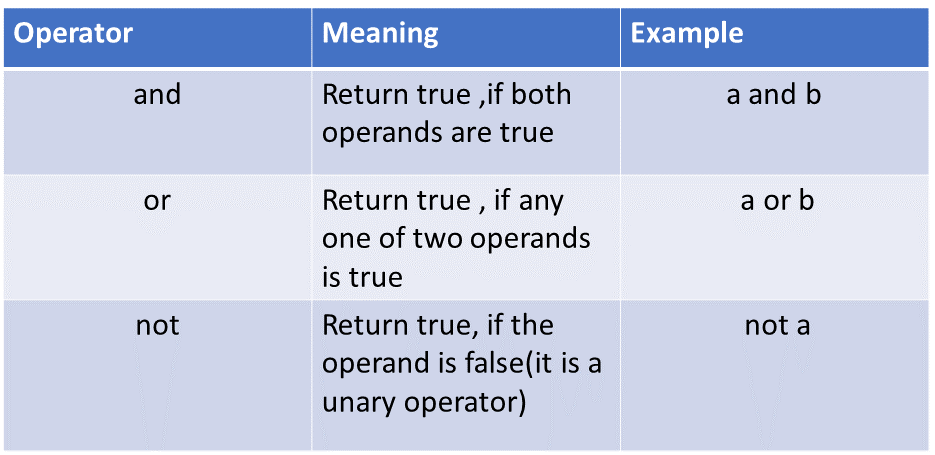 Operator Meaning Example
and Return true ,if both a and b
operands are true
or Return true , if any a or b
one of two operands
is true
not Return true, if the not a
operand is false(it is a
unary operator)